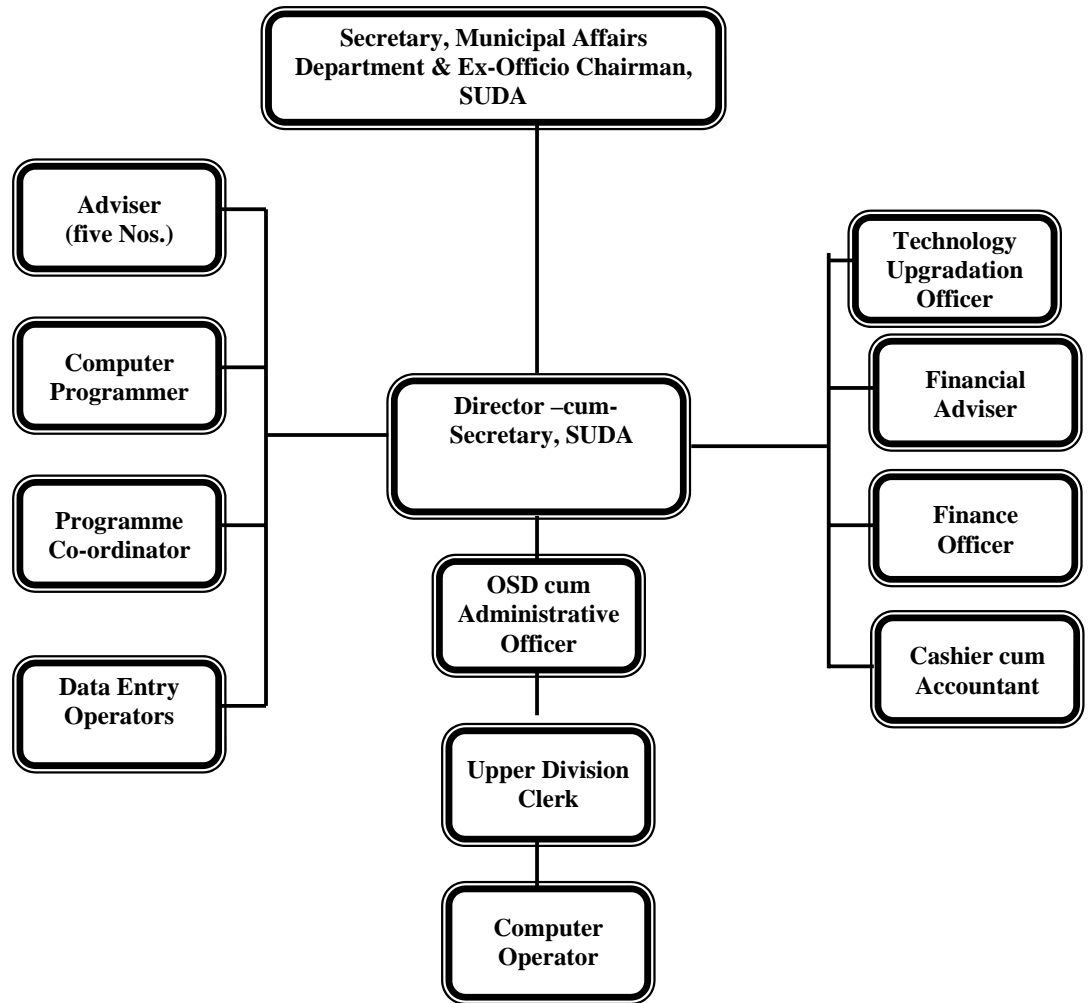 Secretary, Municipal Affairs
Department & Ex-Officio Chairman,
SUDA
Adviser
(five Nos.)
Computer
Programmer
Programme
Co-ordinator
Data Entry
Operators
Director –cum-
Secretary, SUDA
OSD cum
Administrative
Officer
Upper Division
Clerk
Computer
Operator
Technology
Upgradation
Officer
Financial
Adviser
Finance
Officer
Cashier cum
Accountant